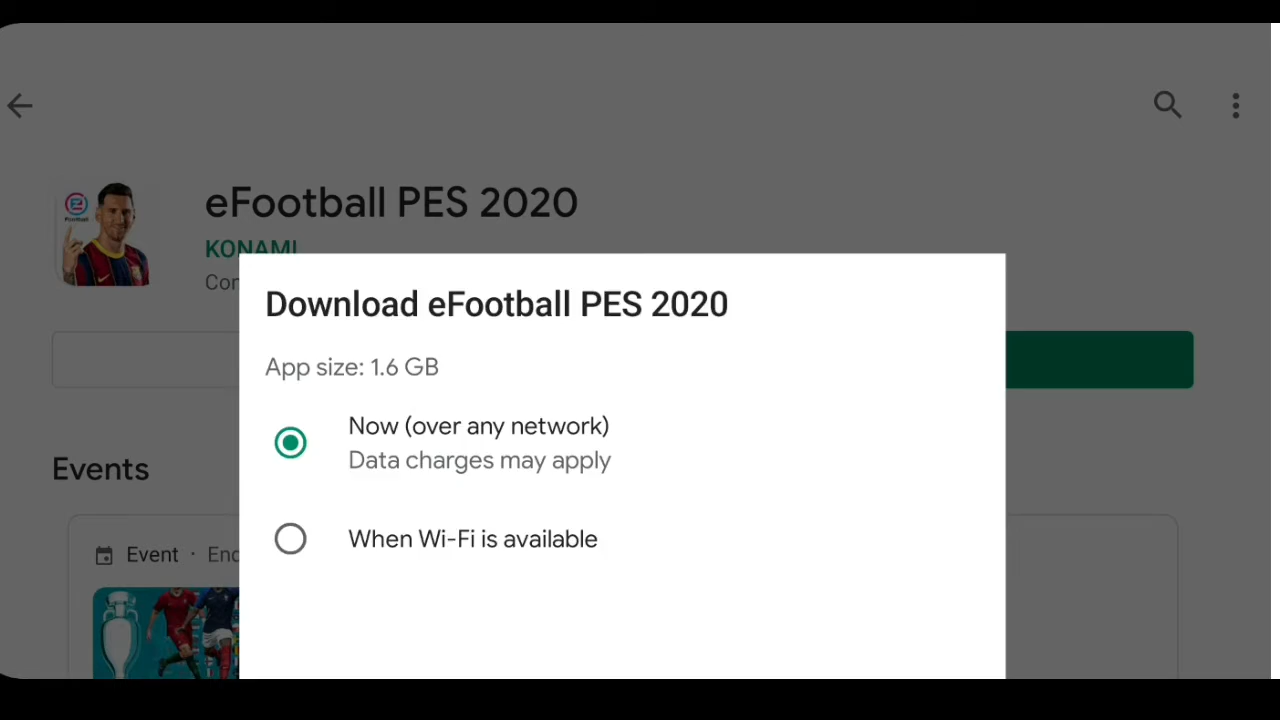 eFootball PES 2020
KONAMI
Download eFootball PES 2020
App size: 1.6 GB
Now (over any network)
Data charges may apply
Events
When Wi-Fi is available
Event ·